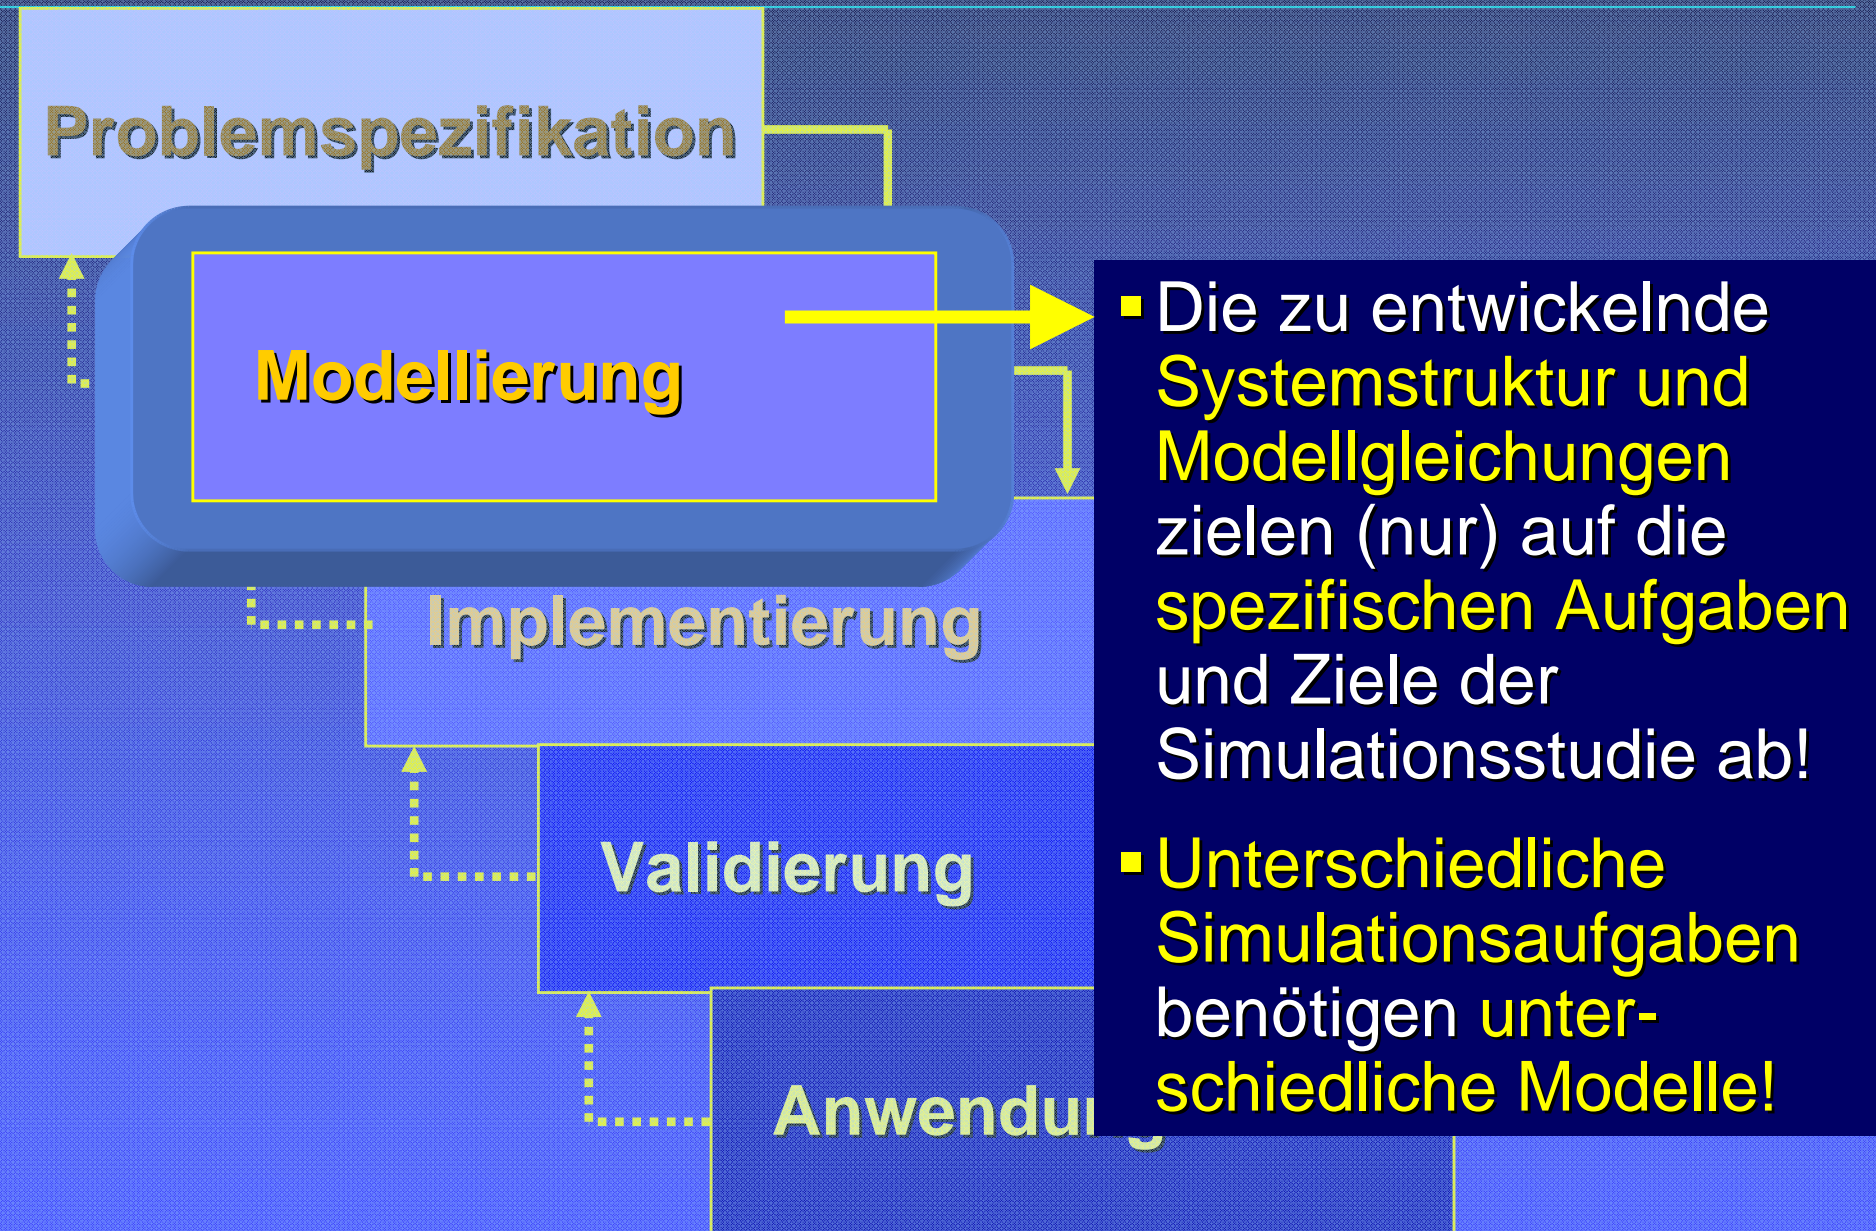 Problemspezifikation
Modellierung
Implementierung
Validierung
Anwendung
▪ Die zu entwickelnde
Systemstruktur und
Modellgleichungen
zielen (nur) auf die
spezifischen Aufgaben
und Ziele der
Simulationsstudie ab!
▪ Unterschiedliche
Simulationsaufgaben
benötigen unter-
schiedliche Modelle!